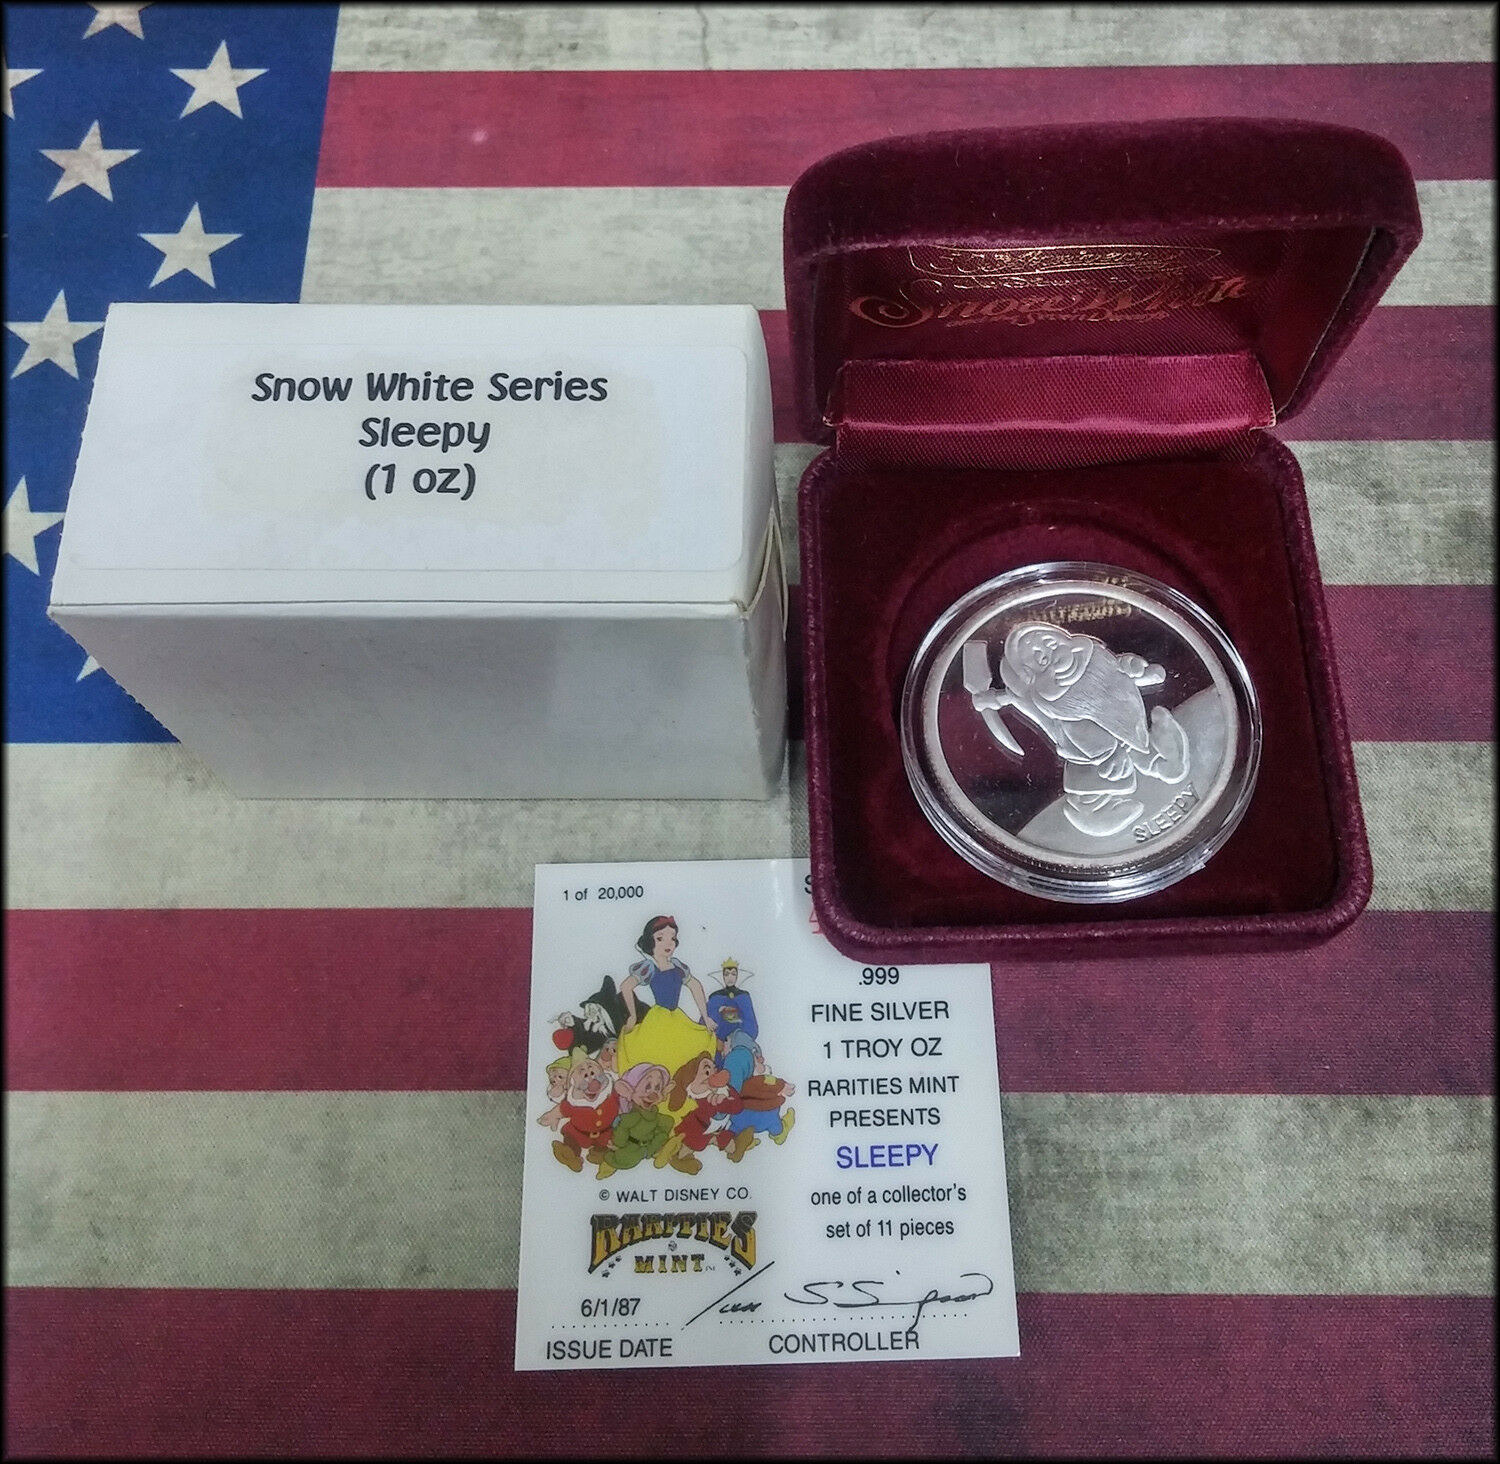 Snow White Series
Sleepy
(1 oz)
Snow White
SLEEPY
1 of 20,000
.999
FINE SILVER
1 TROY OZ
RARITIES MINT
PRESENTS
SLEEPY
one of a collector's
set of 11 pieces
© WALT DISNEY CO.
RARITIES
MINT
6/1/87
ISSUE DATE
CONTROLLER